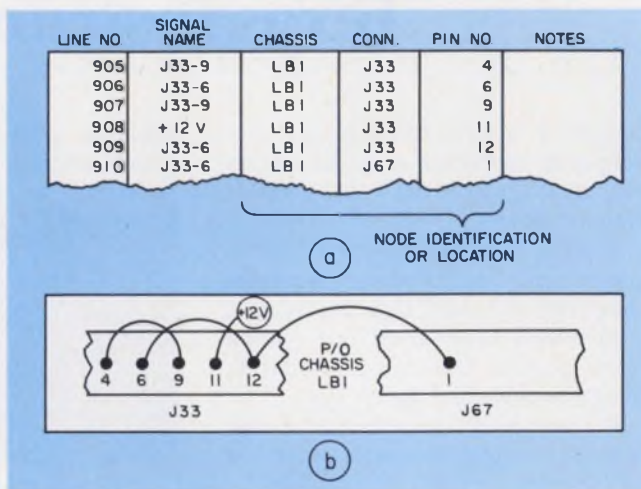 LINE NO. SIGNAL NAME CHASSIS CONN. PIN NO. NOTES
905 J33-9 LB1 J33 4
906 J33-6 LB1 J33 6
907 J33-9 LB1 J33 9
908 +12 V LB1 J33 11
909 J33-6 LB1 J33 12
910 J33-6 LB1 J67 1
NODE IDENTIFICATION
OR LOCATION
a
+12V
P/O
CHASSIS
LB1
4 6 9 11 12 1
J33 J67
b